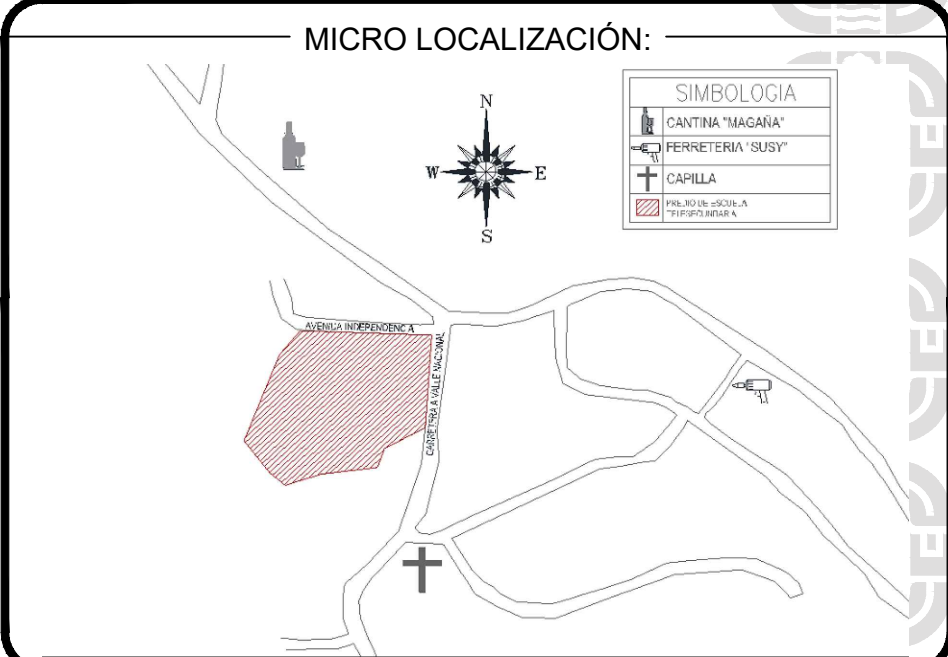 MICRO LOCALIZACIÓN:
N
W
E
S
SIMBOLOGIA
CANTINA "MAGAÑA"
FERRETERIA "SUSY"
CAPILLA
PREDIO DE ESCUELA
TELESECUNDARIA
AVENIDA INDEPENDENCIA
CARRETERA A VALLE NACIONAL